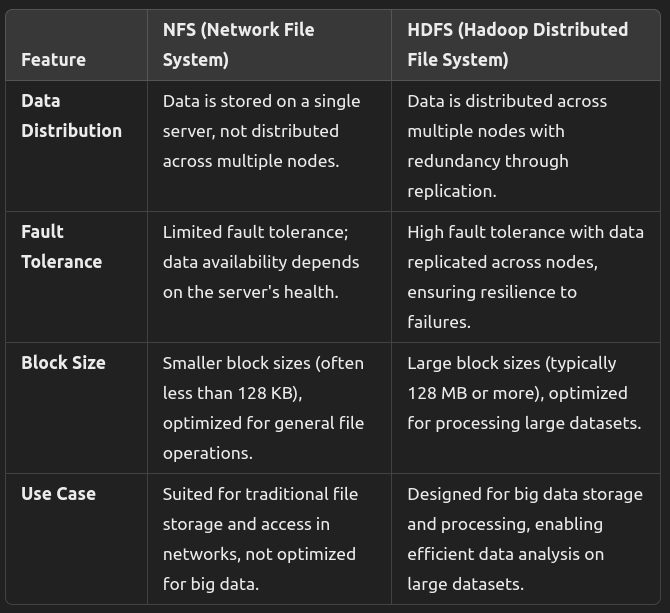 Feature
NFS (Network File
System)
HDFS (Hadoop Distributed
File System)
Data
Distribution
Data is stored on a single
server, not distributed
across multiple nodes.
Data is distributed across
multiple nodes with
redundancy through
replication.
Fault
Tolerance
Limited fault tolerance;
data availability depends
on the server's health.
High fault tolerance with data
replicated across nodes,
ensuring resilience to
failures.
Block Size
Smaller block sizes (often
less than 128 KB),
optimized for general file
operations.
Large block sizes (typically
128 MB or more), optimized
for processing large datasets.
Use Case
Suited for traditional file
storage and access in
networks, not optimized
for big data.
Designed for big data storage
and processing, enabling
efficient data analysis on
large datasets.